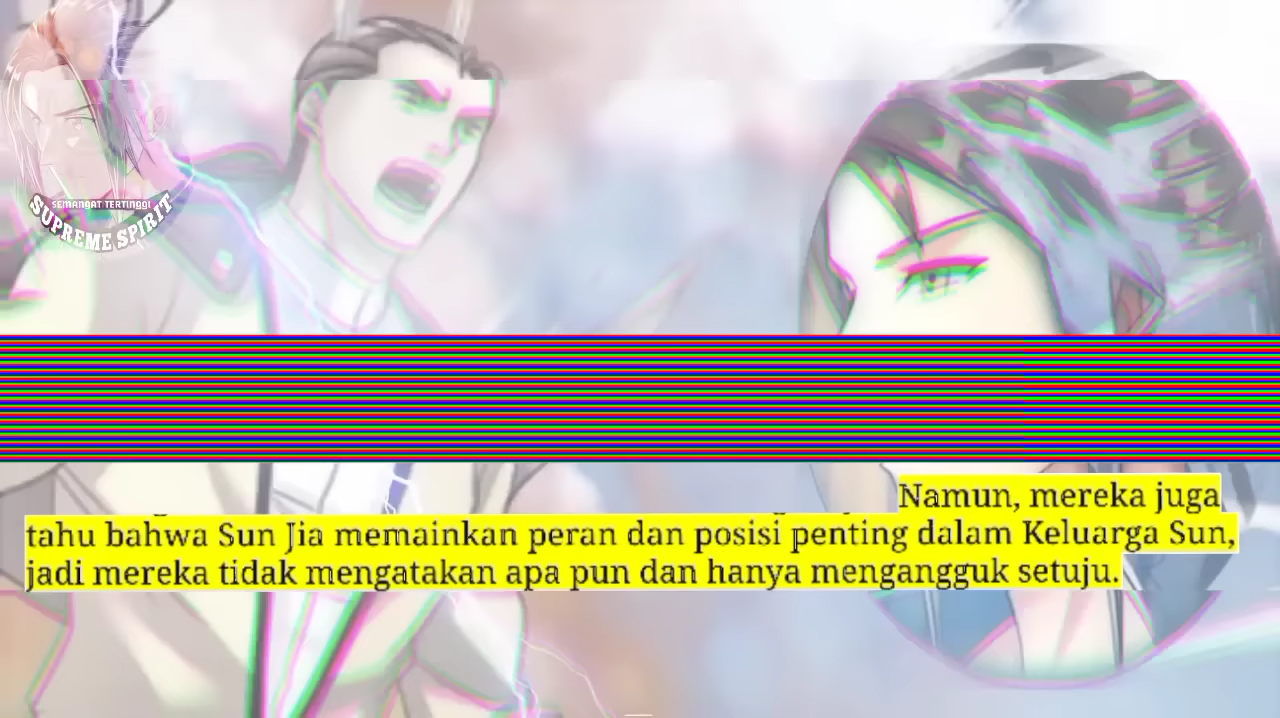 SEMANGAT TERTINGGI
SUPREME SPIRIT
Namun, mereka juga
tahu bahwa Sun Jia memainkan peran dan posisi penting dalam Keluarga Sun,
jadi mereka tidak mengatakan apa pun dan hanya mengangguk setuju.